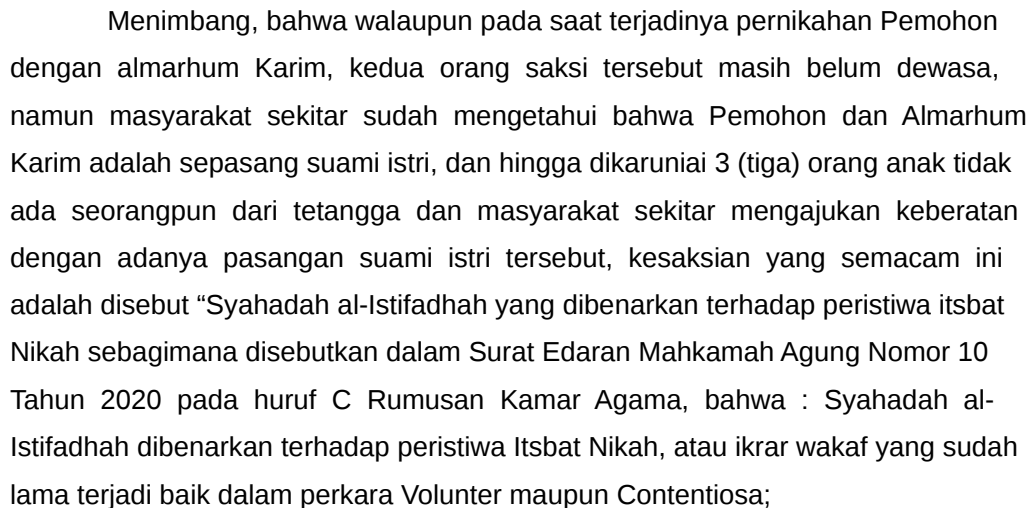 Menimbang, bahwa walaupun pada saat terjadinya pernikahan Pemohon
dengan almarhum Karim, kedua orang saksi tersebut masih belum dewasa,
namun masyarakat sekitar sudah mengetahui bahwa Pemohon dan Almarhum
Karim adalah sepasang suami istri, dan hingga dikaruniai 3 (tiga) orang anak tidak
ada seorangpun dari tetangga dan masyarakat sekitar mengajukan keberatan
dengan adanya pasangan suami istri tersebut, kesaksian yang semacam ini
adalah disebut “Syahadah al-Istifadhah yang dibenarkan terhadap peristiwa itsbat
Nikah sebagimana disebutkan dalam Surat Edaran Mahkamah Agung Nomor 10
Tahun 2020 pada huruf C Rumusan Kamar Agama, bahwa : Syahadah al-
Istifadhah dibenarkan terhadap peristiwa Itsbat Nikah, atau ikrar wakaf yang sudah
lama terjadi baik dalam perkara Volunter maupun Contentiosa;